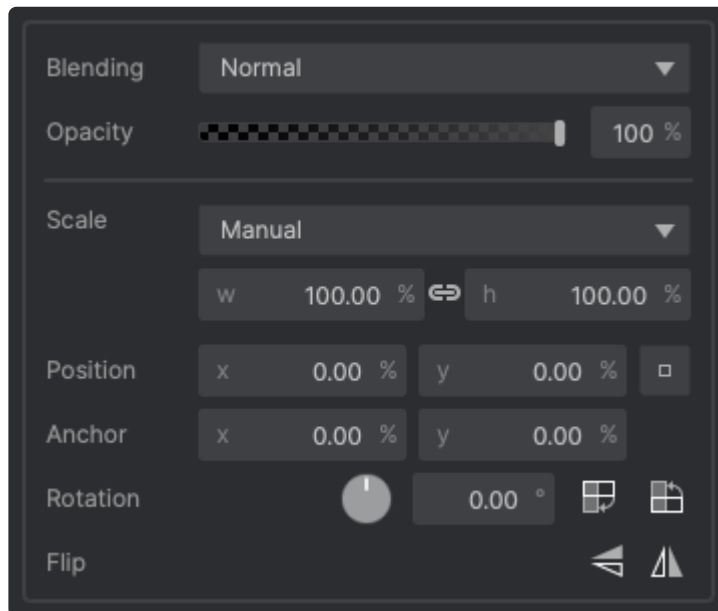 Blending Normal
Opacity 100 %
Scale Manual
w 100.00 % h 100.00 %
Position x 0.00 % y 0.00 %
Anchor x 0.00 % y 0.00 %
Rotation 0.00 °
Flip